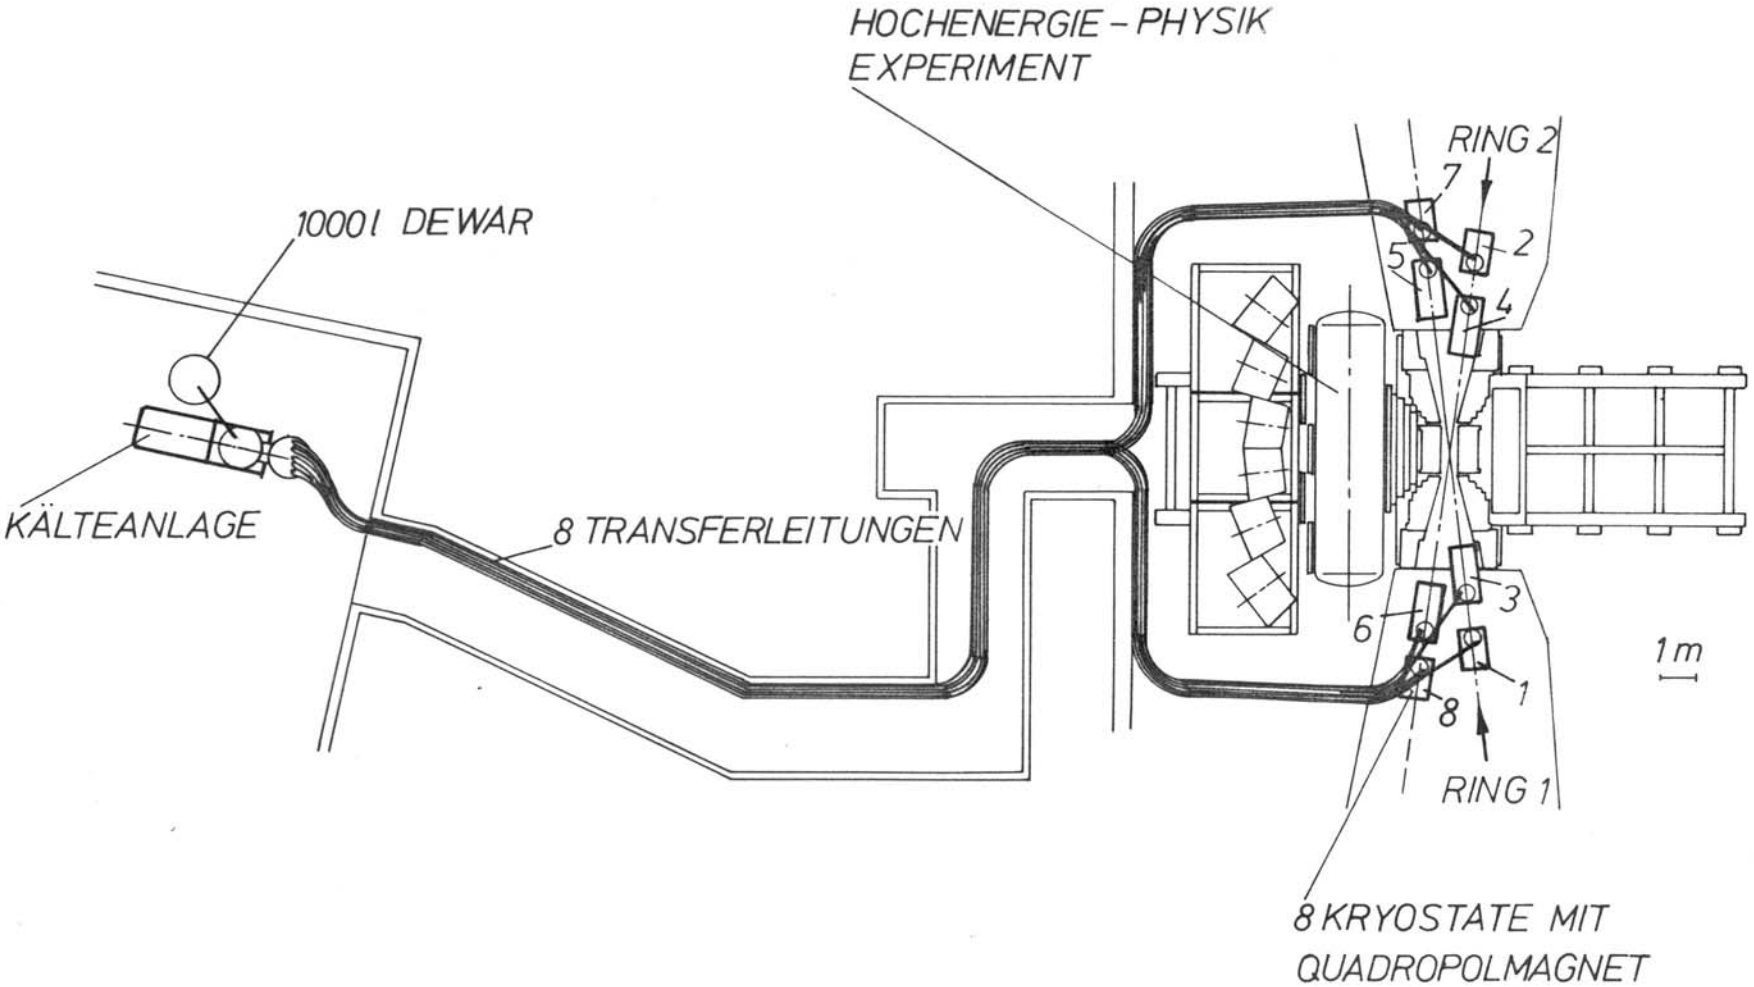 HOCHENERGIE - PHYSIK
EXPERIMENT
RING 2
7
2
1000 l DEWAR
5
4
KÄLTEANLAGE
8 TRANSFERLEITUNGEN
3
6
1 m
1
8
RING 1
8 KRYOSTATE MIT
QUADROPOLMAGNET